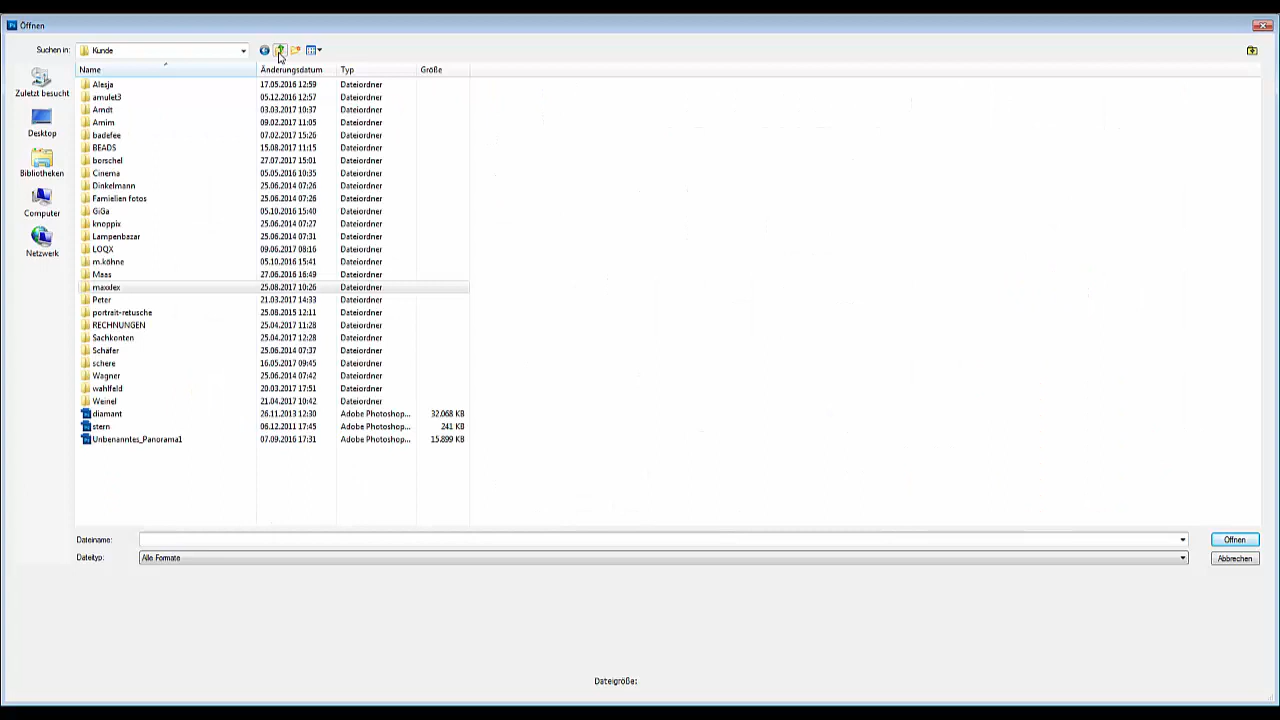 Öffnen
Suchen in: Kunde
Name Änderungsdatum Typ Größe
Alesja 17.05.2016 12:59 Dateiordner
amulet3 05.12.2016 12:57 Dateiordner
Arndt 03.03.2017 10:37 Dateiordner
Armim 09.02.2017 11:05 Dateiordner
badefee 07.02.2017 15:26 Dateiordner
BEADS 15.08.2017 11:15 Dateiordner
borschel 27.07.2017 15:01 Dateiordner
Cinema 05.05.2016 10:35 Dateiordner
Dinkelmann 25.06.2014 07:26 Dateiordner
Famielien fotos 25.06.2014 07:26 Dateiordner
GiGa 05.10.2016 15:40 Dateiordner
knoppix 25.06.2014 07:27 Dateiordner
Lampenbazar 25.06.2014 07:31 Dateiordner
LOQX 09.06.2017 08:16 Dateiordner
m.köhne 05.10.2016 15:41 Dateiordner
Maas 27.06.2016 16:49 Dateiordner
maxxlex 25.08.2017 10:26 Dateiordner
Peter 21.03.2017 14:33 Dateiordner
portrait-retusche 25.08.2015 12:11 Dateiordner
RECHNUNGEN 25.04.2017 11:28 Dateiordner
Sachkonten 25.04.2017 12:28 Dateiordner
Schäfer 25.06.2014 07:37 Dateiordner
schere 16.05.2017 09:45 Dateiordner
Wagner 25.06.2014 07:42 Dateiordner
wahlfeld 20.03.2017 17:51 Dateiordner
Weinel 21.04.2017 10:42 Dateiordner
diamant 26.11.2013 12:30 Adobe Photoshop... 32.068 KB
stern 06.12.2011 17:45 Adobe Photoshop... 241 KB
Unbenanntes_Panorama1 07.09.2016 17:31 Adobe Photoshop... 15.899 KB
Zuletzt besucht
Desktop
Bibliotheken
Computer
Netzwerk
Dateiname: Öffnen
Dateityp: Alle Formate Abbrechen
Dateigröße: